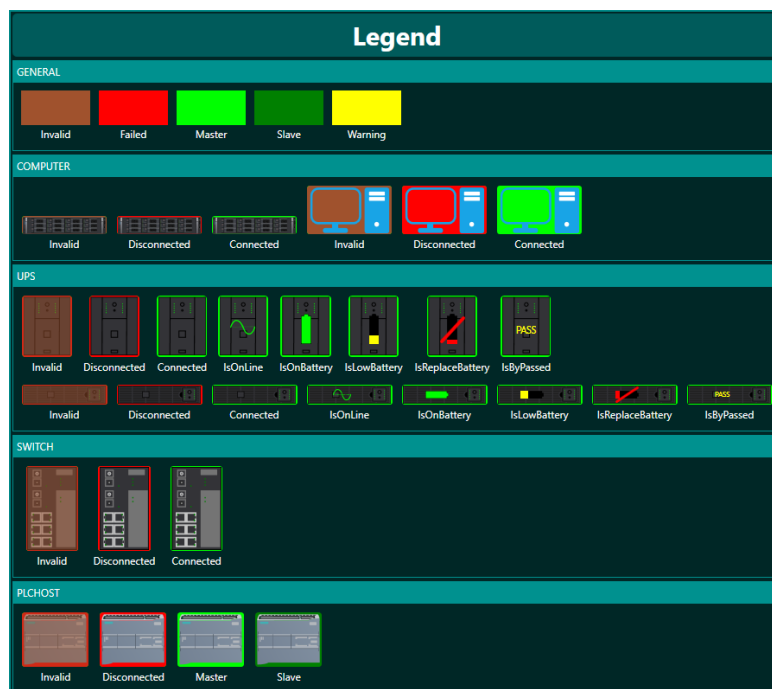 Legend
GENERAL
Invalid Failed Master Slave Warning
COMPUTER
Invalid Disconnected Connected Invalid Disconnected Connected
UPS
PASS
Invalid Disconnected Connected IsOnLine IsOnBattery IsLowBattery IsReplaceBattery IsByPassed
PASS
Invalid Disconnected Connected IsOnLine IsOnBattery IsLowBattery IsReplaceBattery IsByPassed
SWITCH
Invalid Disconnected Connected
PLCHOST
Invalid Disconnected Master Slave